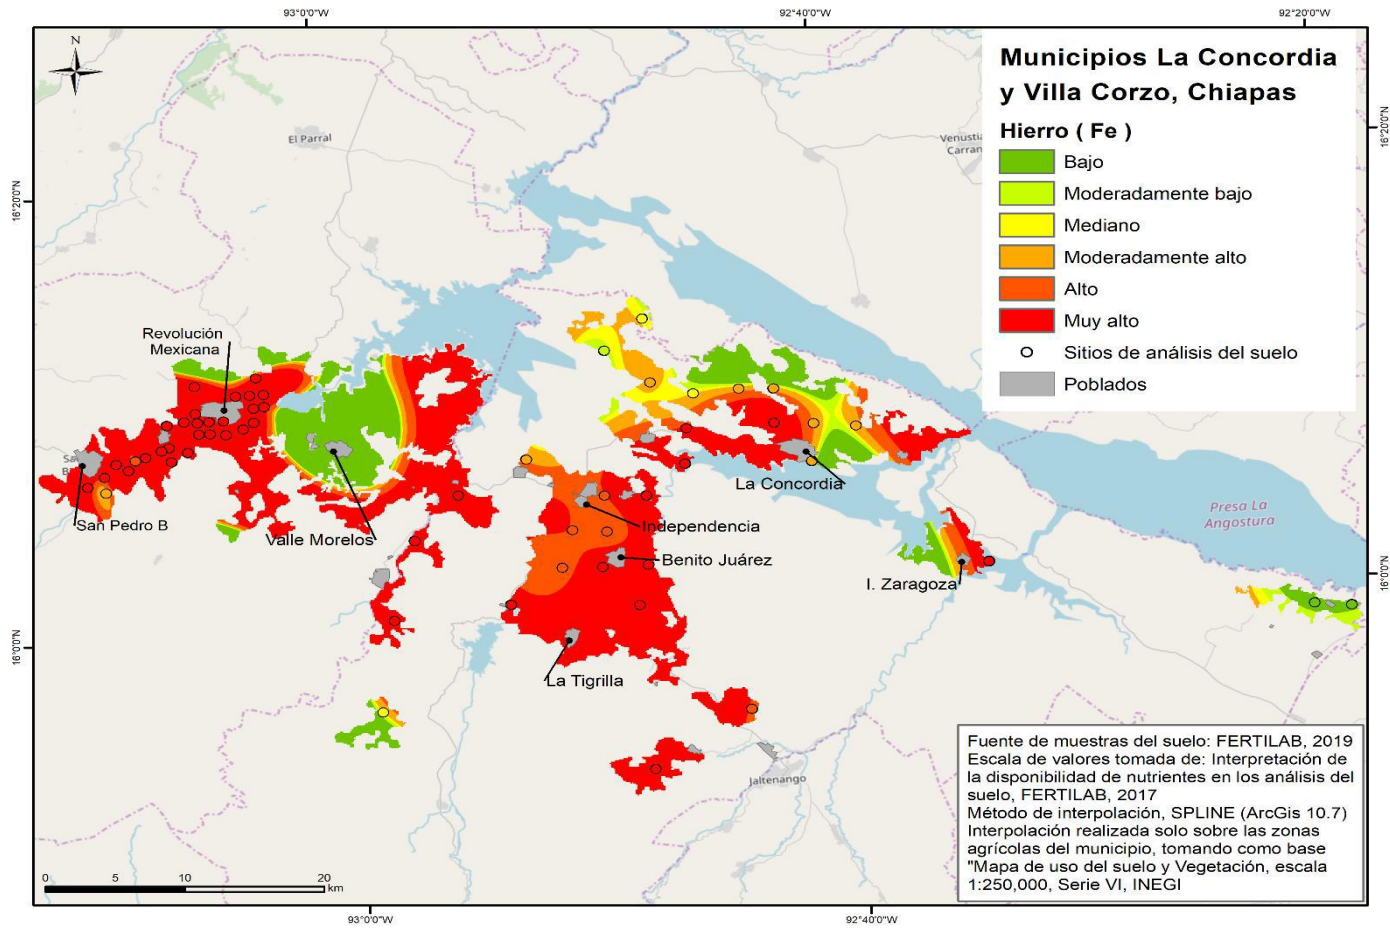 93°0'0"W
92°40'0"W
92°20'0"W
N
Municipios La Concordia
y Villa Corzo, Chiapas
Hierro ( Fe )
Bajo
Moderadamente bajo
Mediano
Moderadamente alto
Alto
Muy alto
Sitios de análisis del suelo
Poblados
El Parral
Venusti
Carran
16°20'0"N
16°20'0"N
Revolución
Mexicana
San Pedro B
Valle Morelos
La Concordia
Independencia
Benito Juárez
I. Zaragoza
La Tigrilla
Presa La
Angostura
16°0'0"N
16°0'0"N
Jaltenango
Fuente de muestras del suelo: FERTILAB, 2019
Escala de valores tomada de: Interpretación de
la disponibilidad de nutrientes en los análisis del
suelo, FERTILAB, 2017
Método de interpolación, SPLINE (ArcGis 10.7)
Interpolación realizada solo sobre las zonas
agrícolas del municipio, tomando como base
"Mapa de uso del suelo y Vegetación, escala
1:250,000, Serie VI, INEGI
0 5 10 20
km
93°0'0"W
92°40'0"W